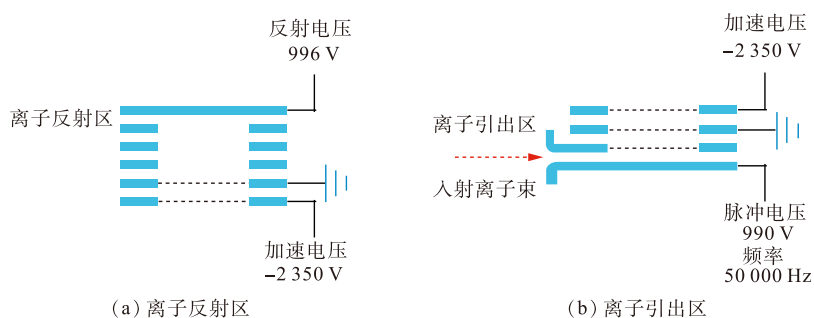 反射电压
996 V
离子反射区
加速电压
−2 350 V
(a) 离子反射区
加速电压
−2 350 V
离子引出区
入射离子束
脉冲电压
990 V
频率
50 000 Hz
(b) 离子引出区